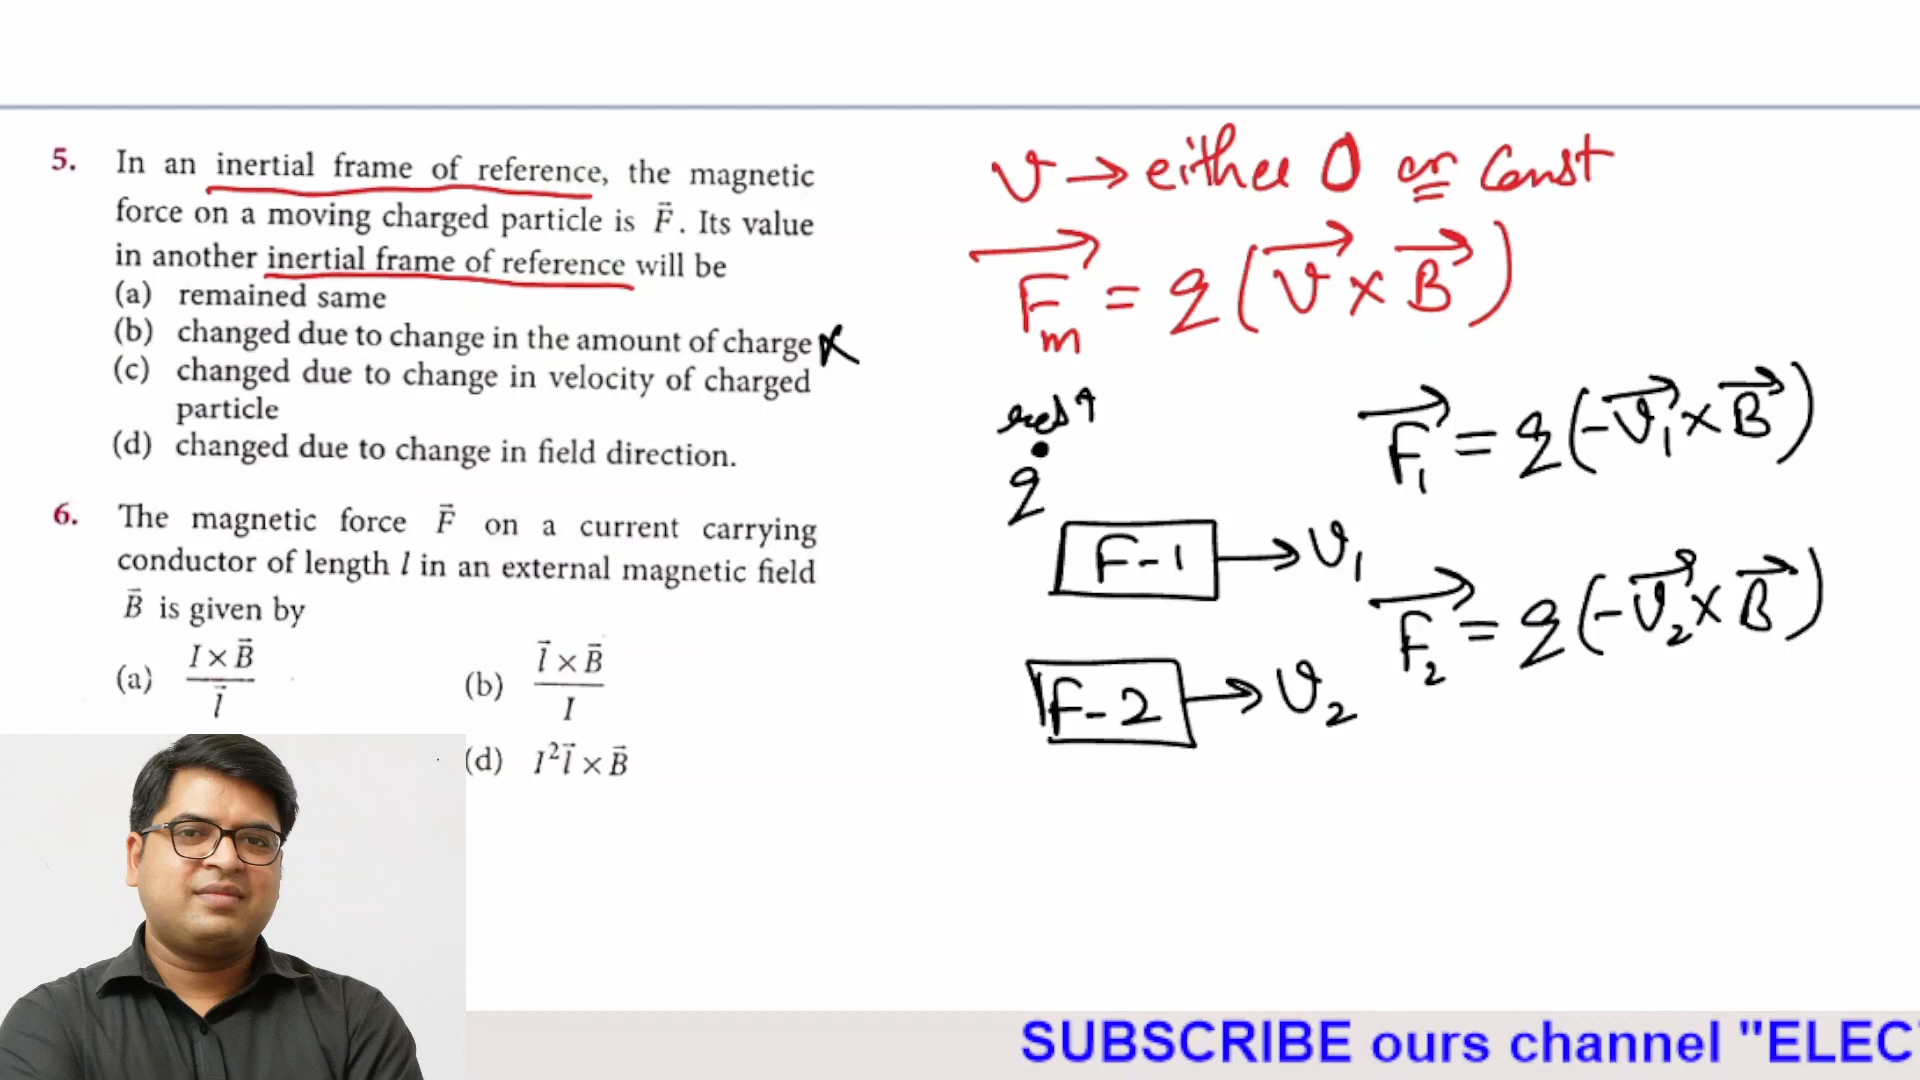 5. In an inertial frame of reference, the magnetic
force on a moving charged particle is F⃗. Its value
in another inertial frame of reference will be
(a) remained same
(b) changed due to change in the amount of charge X
(c) changed due to change in velocity of charged
particle
(d) changed due to change in field direction.
6. The magnetic force F⃗ on a current carrying
conductor of length l in an external magnetic field
B⃗ is given by
(a) (I × B⃗)/l⃗ (b) (l⃗ × B⃗)/I
(d) I²l⃗ × B⃗
v → either 0 or const
F⃗m = q(v⃗ × B⃗)
rest
q
F⃗1 = q(-v⃗1 × B⃗)
F-1 → v1
F⃗2 = q(-v⃗2 × B⃗)
F-2 → v2
SUBSCRIBE ours channel "ELEC